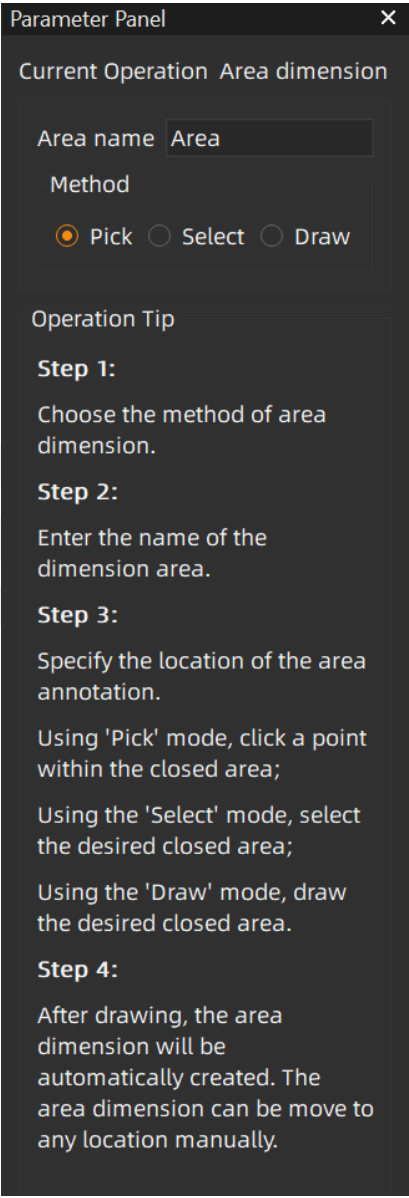 Parameter Panel
Current Operation Area dimension
Area name Area
Method
Pick Select Draw
Operation Tip
Step 1:
Choose the method of area
dimension.
Step 2:
Enter the name of the
dimension area.
Step 3:
Specify the location of the area
annotation.
Using 'Pick' mode, click a point
within the closed area;
Using the 'Select' mode, select
the desired closed area;
Using the 'Draw' mode, draw
the desired closed area.
Step 4:
After drawing, the area
dimension will be
automatically created. The
area dimension can be move to
any location manually.